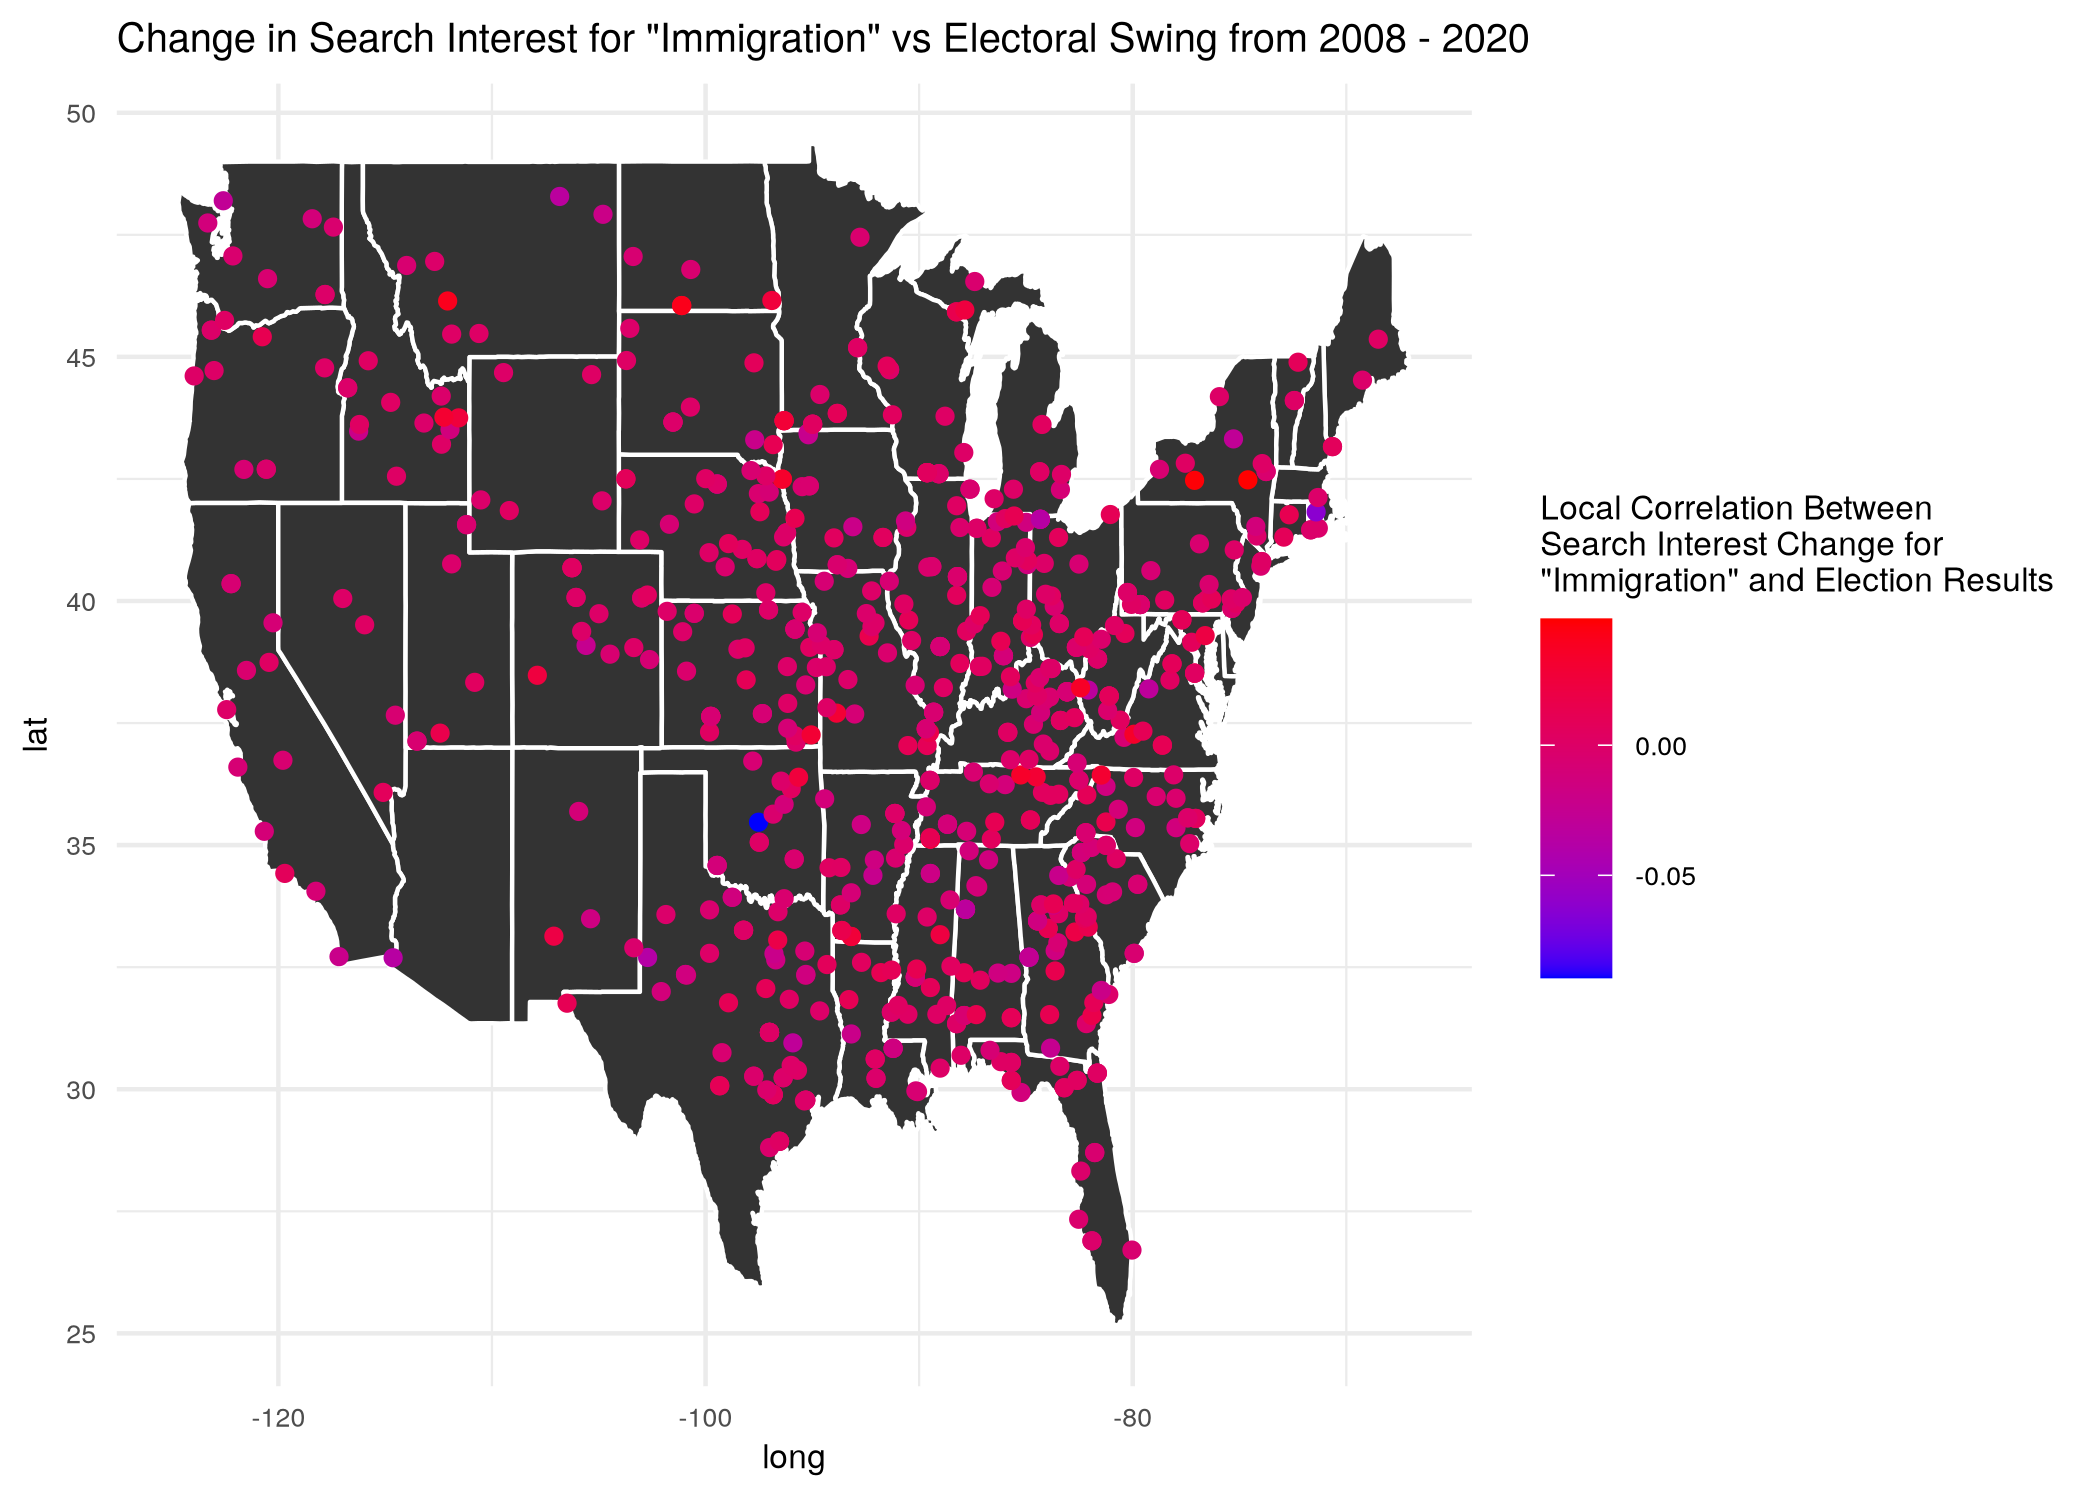 Change in Search Interest for "Immigration" vs Electoral Swing from 2008 - 2020
50
45
40
35
30
25
lat
-120
-100
-80
long
Local Correlation Between
Search Interest Change for
"Immigration" and Election Results
0.00
-0.05